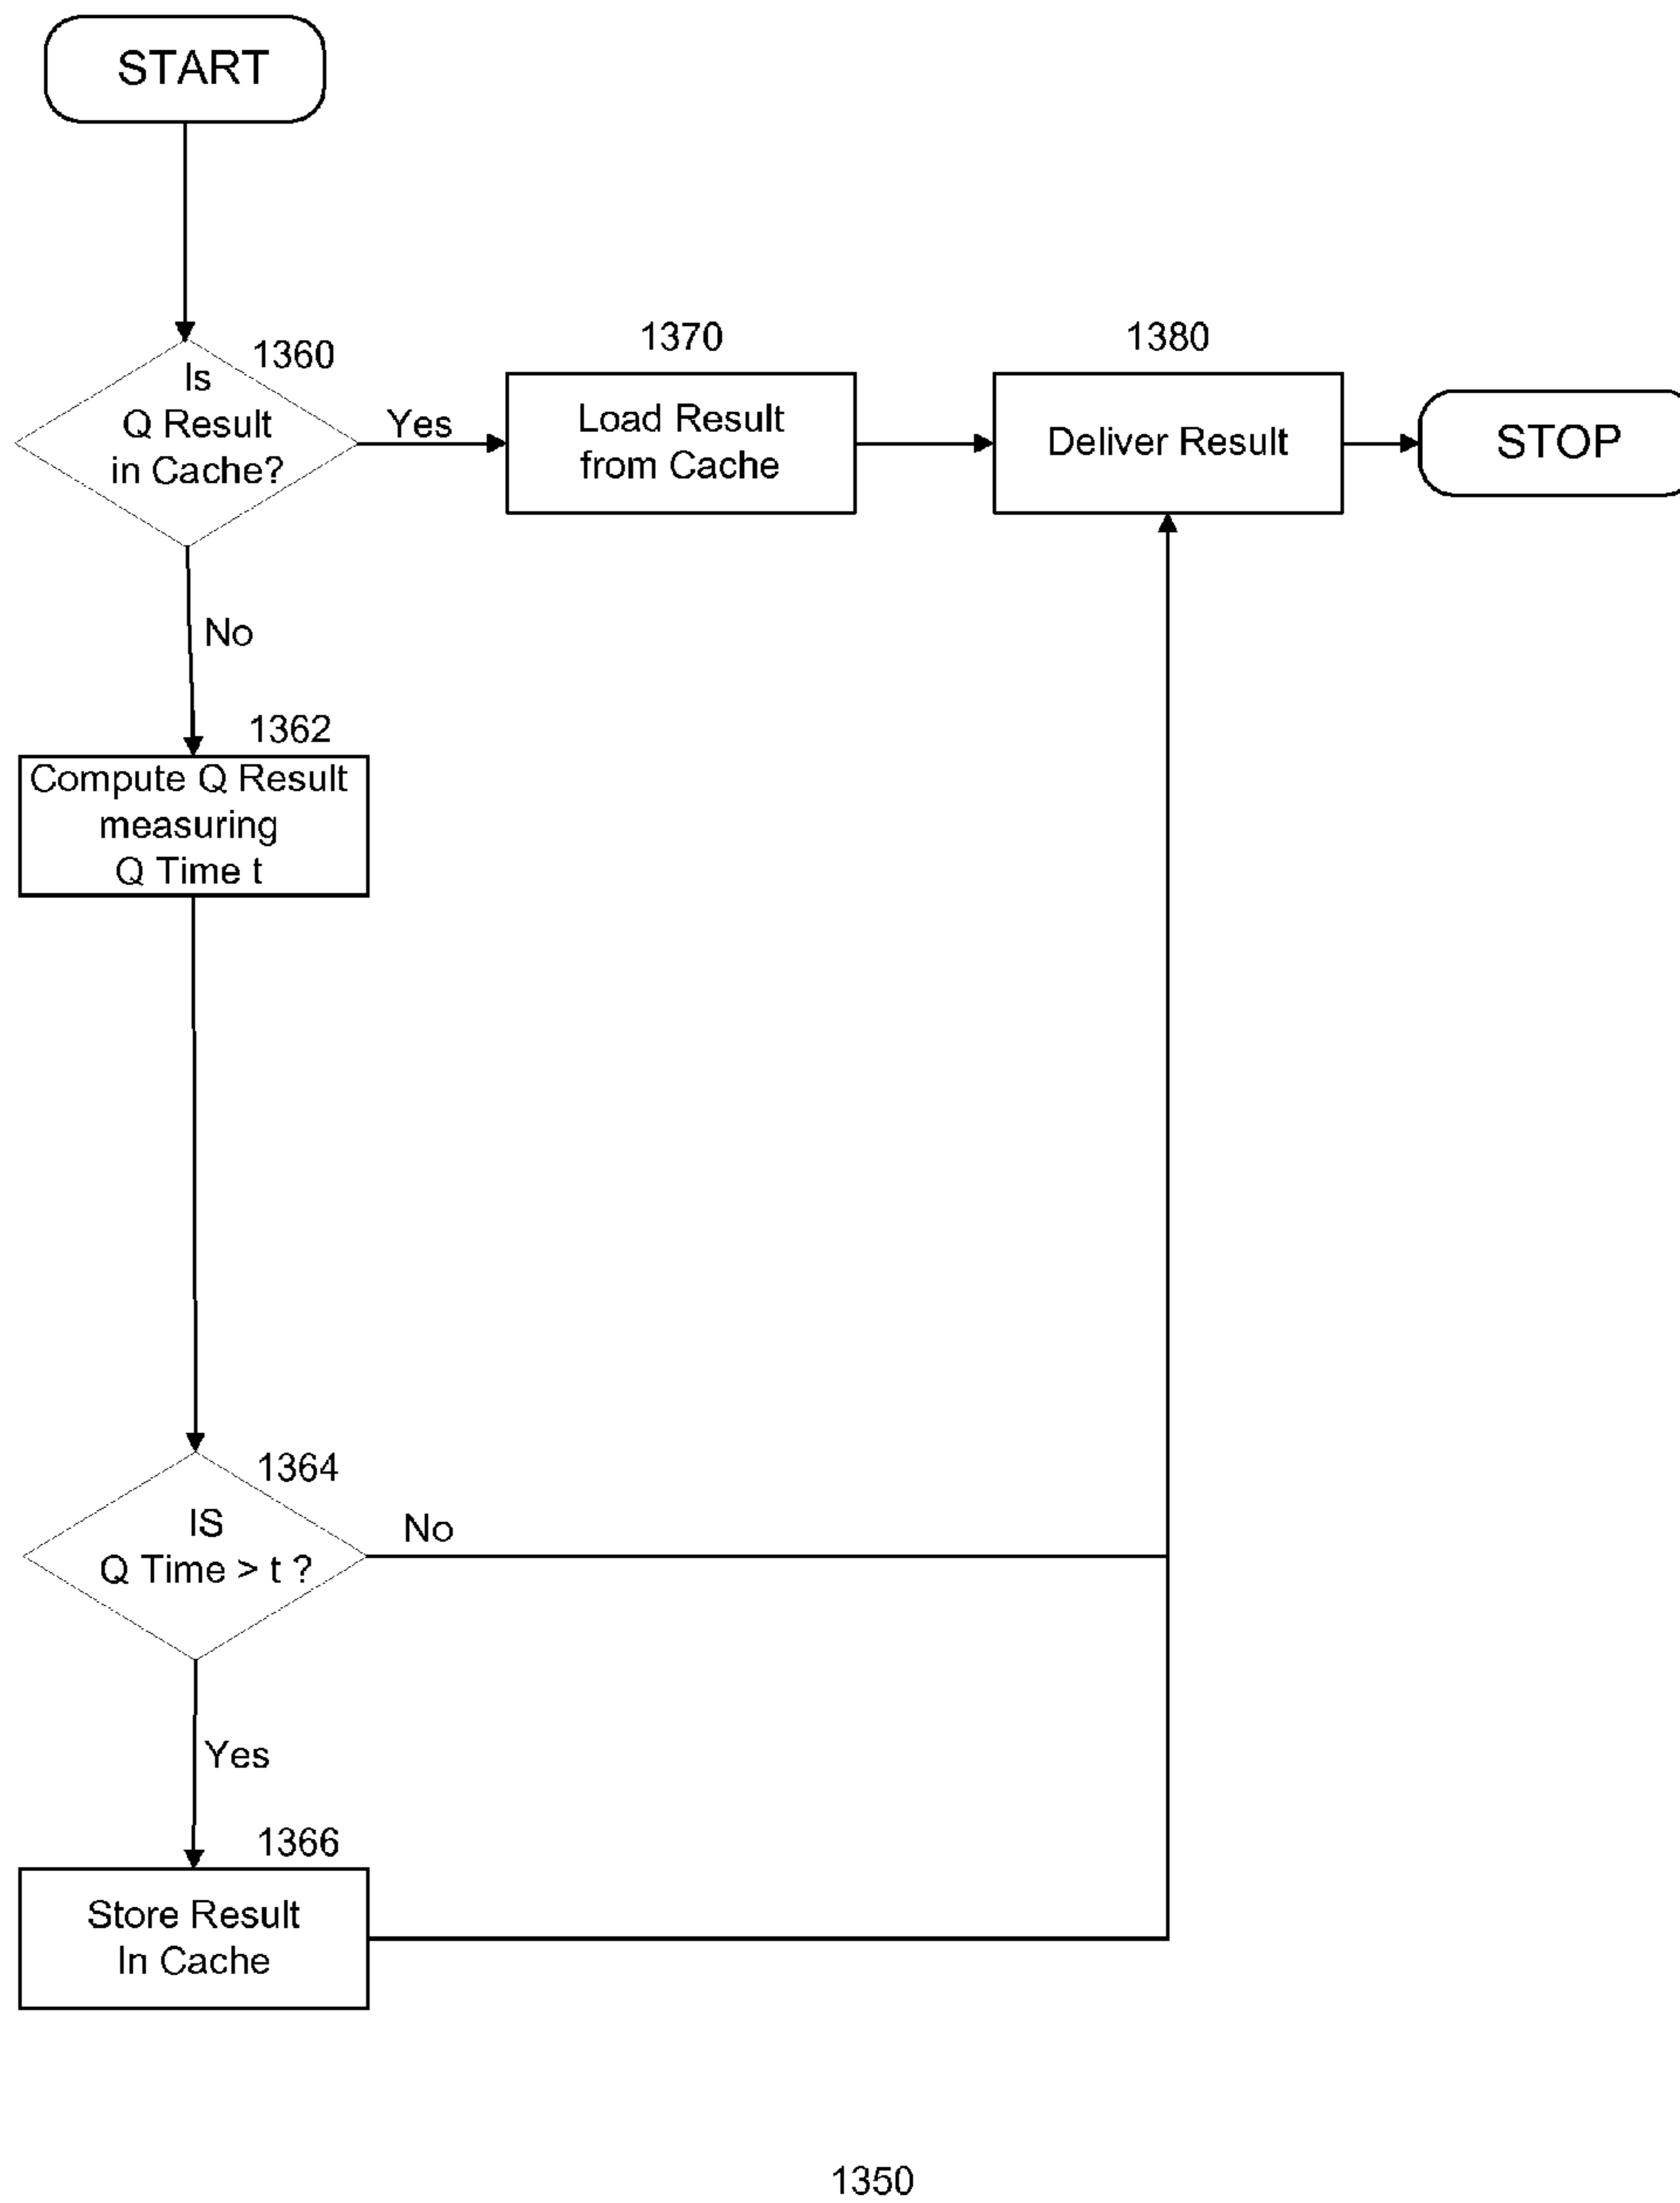 START
1360
Is
Q Result
in Cache?
Yes
1370
Load Result
from Cache
1380
Deliver Result
STOP
No
1362
Compute Q Result
measuring
Q Time t
1364
IS
Q Time > t ?
No
Yes
1366
Store Result
In Cache
1350